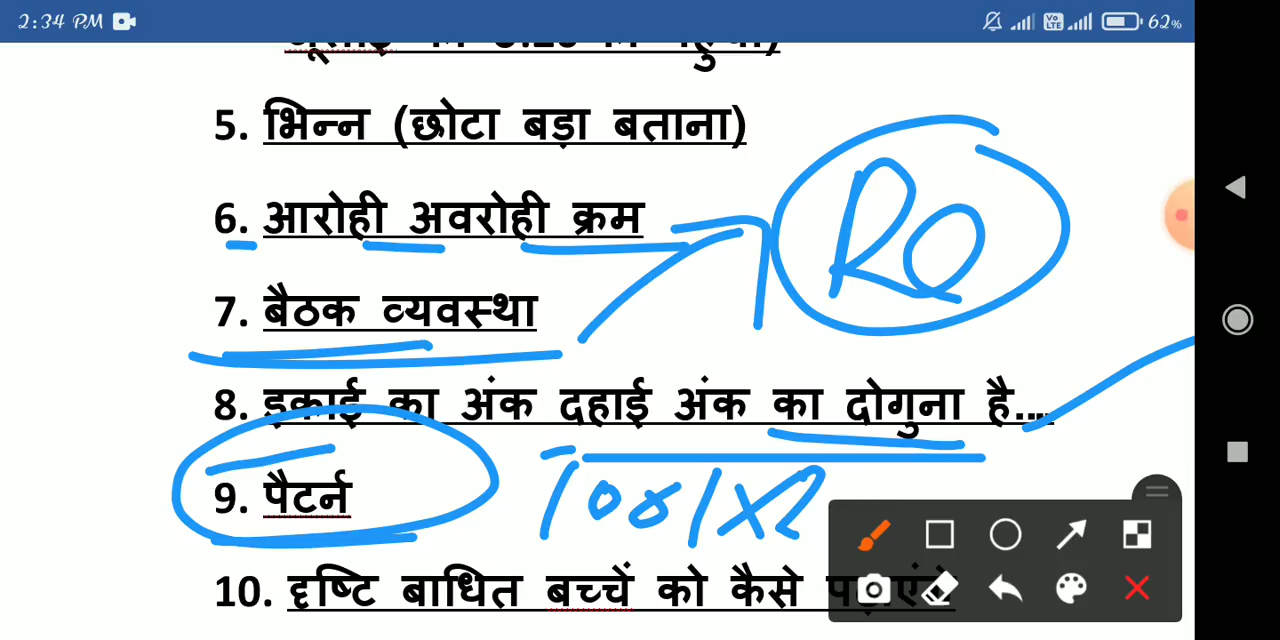 2:34 PM 62%
5. भिन्न (छोटा बड़ा बताना)
6. आरोही अवरोही क्रम
RO
7. बैठक व्यवस्था
8. इकाई का अंक दहाई अंक का दोगुना है....
9. पैटर्न
10. दृष्टि बाधित बच्चें को कैसे पढ़ाएंगे